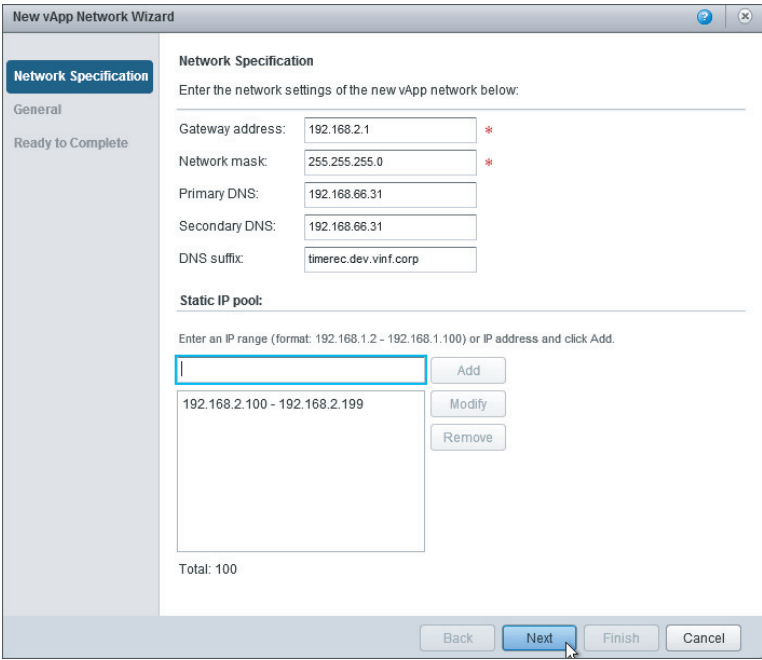 New vApp Network Wizard
Network Specification
General
Ready to Complete
Network Specification
Enter the network settings of the new vApp network below:
Gateway address: 192.168.2.1 *
Network mask: 255.255.255.0 *
Primary DNS: 192.168.66.31
Secondary DNS: 192.168.66.31
DNS suffix: timerec.dev.vinf.corp
Static IP pool:
Enter an IP range (format: 192.168.1.2 - 192.168.1.100) or IP address and click Add.
Add
192.168.2.100 - 192.168.2.199
Modify
Remove
Total: 100
Back Next Finish Cancel